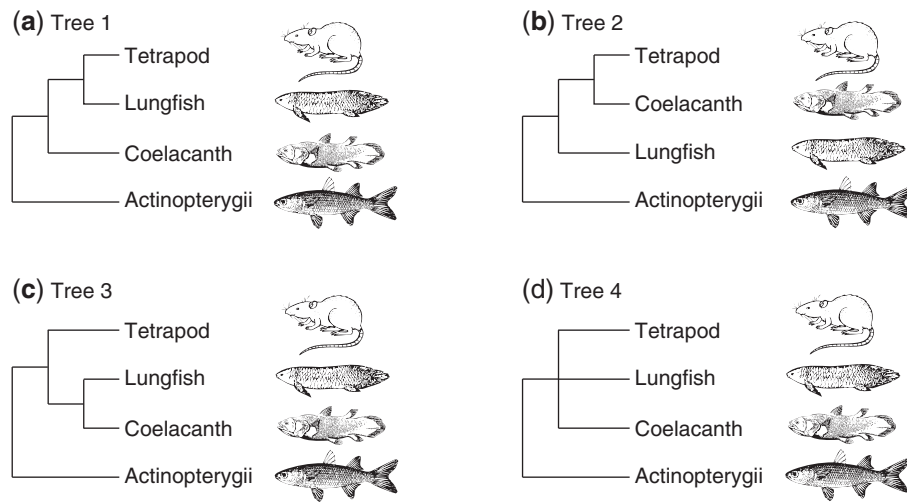 (a) Tree 1
Tetrapod
Lungfish
Coelacanth
Actinopterygii
(b) Tree 2
Tetrapod
Coelacanth
Lungfish
Actinopterygii
(c) Tree 3
Tetrapod
Lungfish
Coelacanth
Actinopterygii
(d) Tree 4
Tetrapod
Lungfish
Coelacanth
Actinopterygii